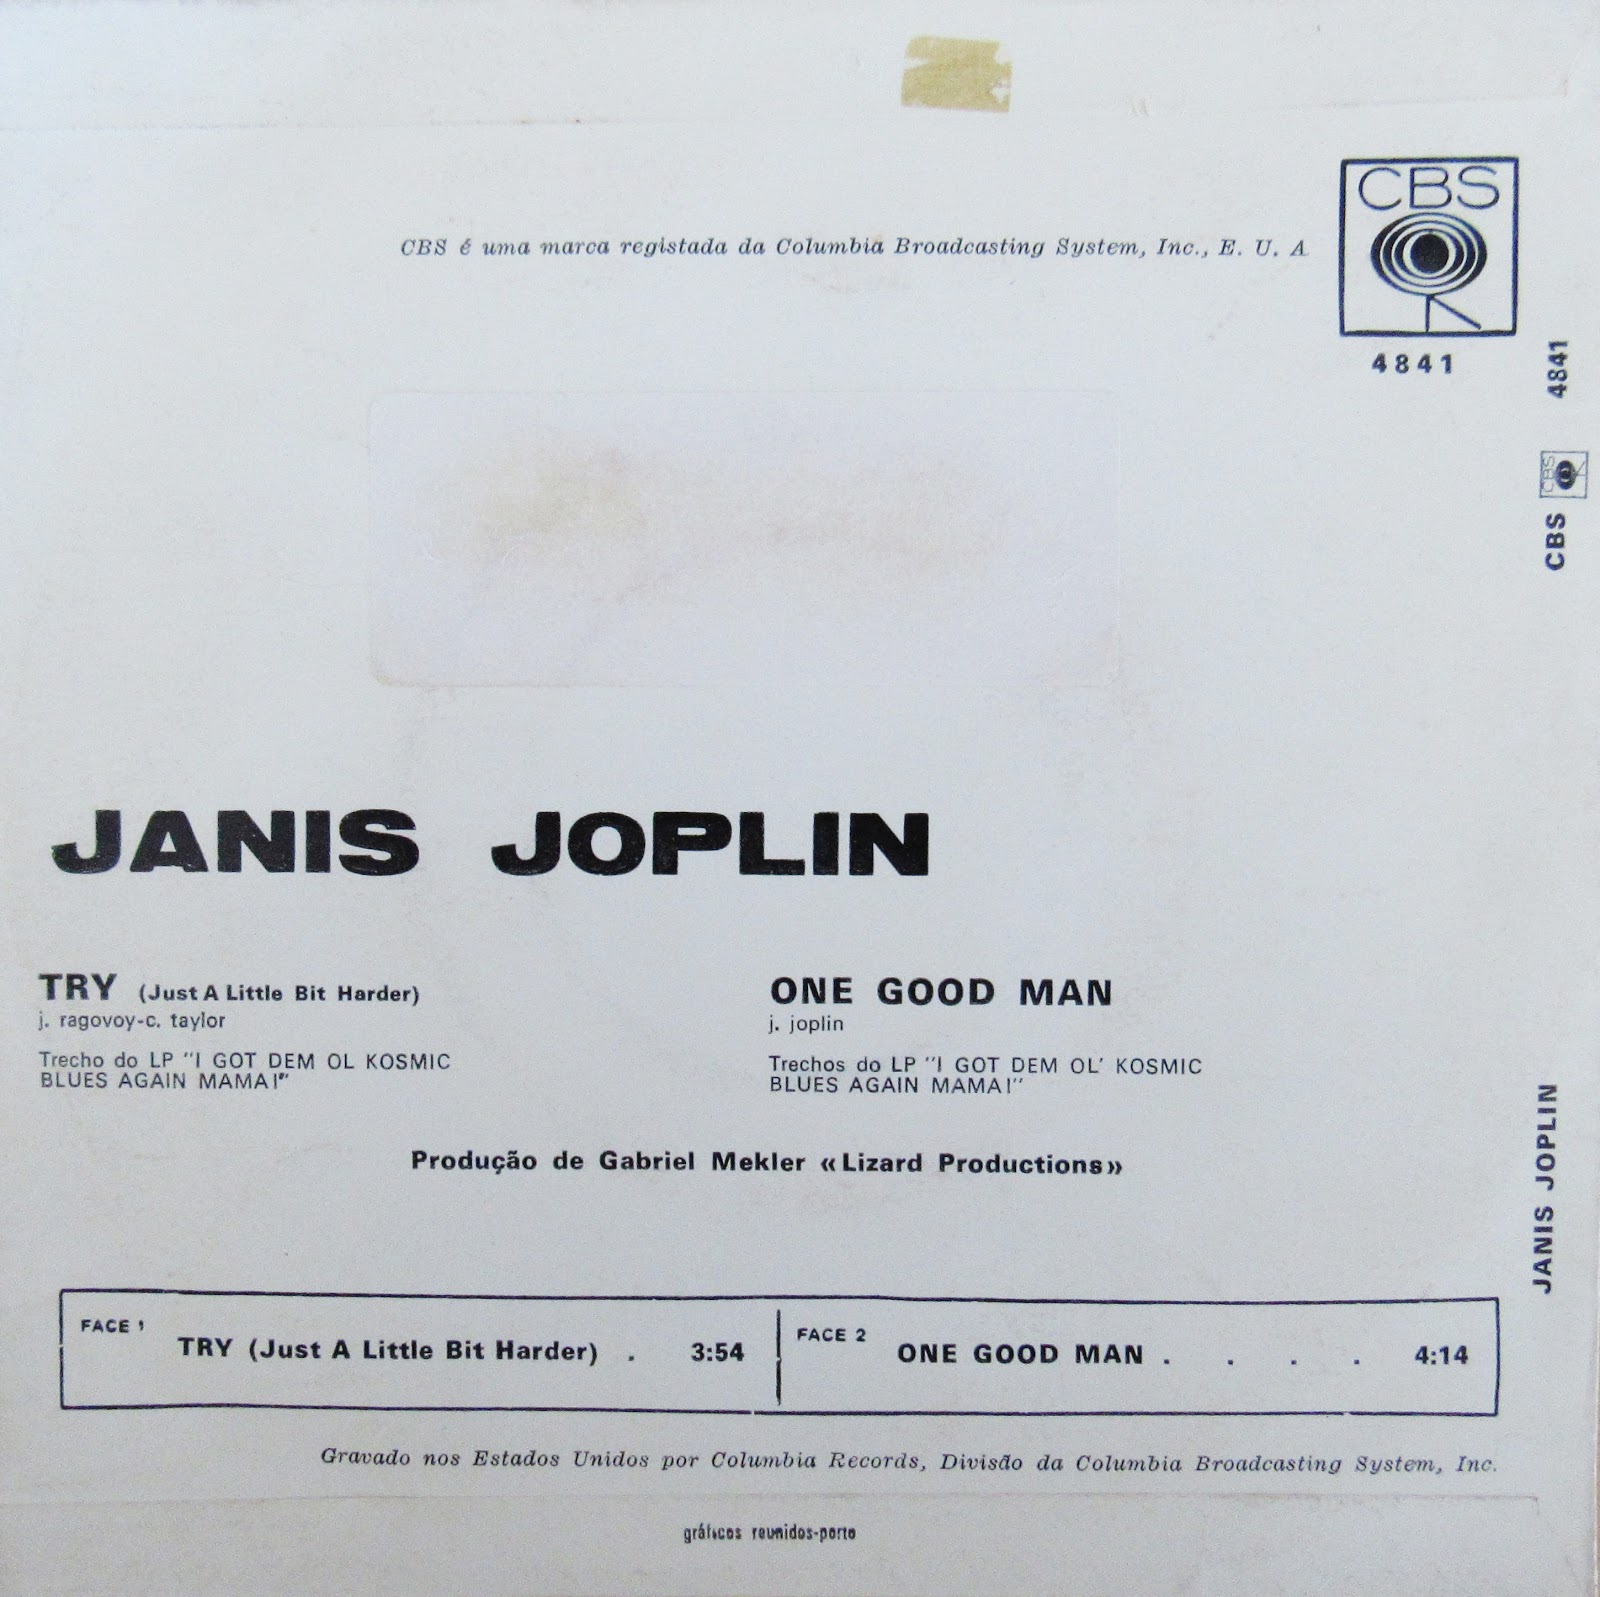 CBS
CBS é uma marca registada da Columbia Broadcasting System, Inc., E. U. A
4841
4841
CBS
CBS
JANIS JOPLIN
TRY (Just A Little Bit Harder)
j. ragovoy-c. taylor
Trecho do LP "I GOT DEM OL KOSMIC
BLUES AGAIN MAMA!"
ONE GOOD MAN
j. joplin
Trechos do LP "I GOT DEM OL' KOSMIC
BLUES AGAIN MAMA!"
Produção de Gabriel Mekler «Lizard Productions»
JANIS JOPLIN
FACE 1
TRY (Just A Little Bit Harder) . 3:54
FACE 2
ONE GOOD MAN . . . . 4:14
Gravado nos Estados Unidos por Columbia Records, Divisão da Columbia Broadcasting System, Inc.
gráficos reunidos-porto